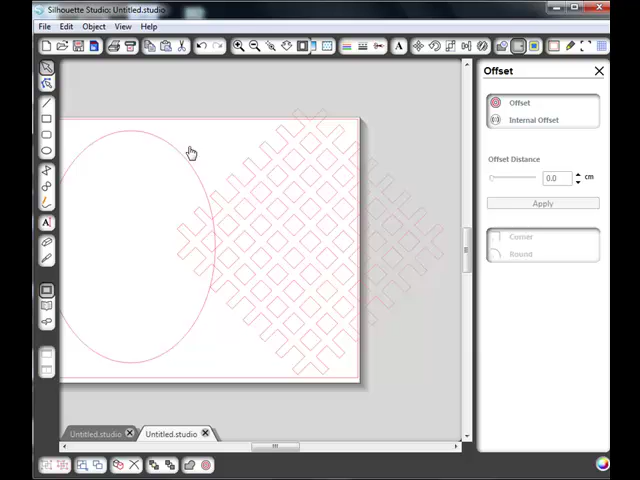 Silhouette Studio: Untitled.studio
File Edit Object View Help
A
Offset
Offset
Internal Offset
Offset Distance
0.0 cm
Apply
Corner
Round
A
Untitled.studio Untitled.studio